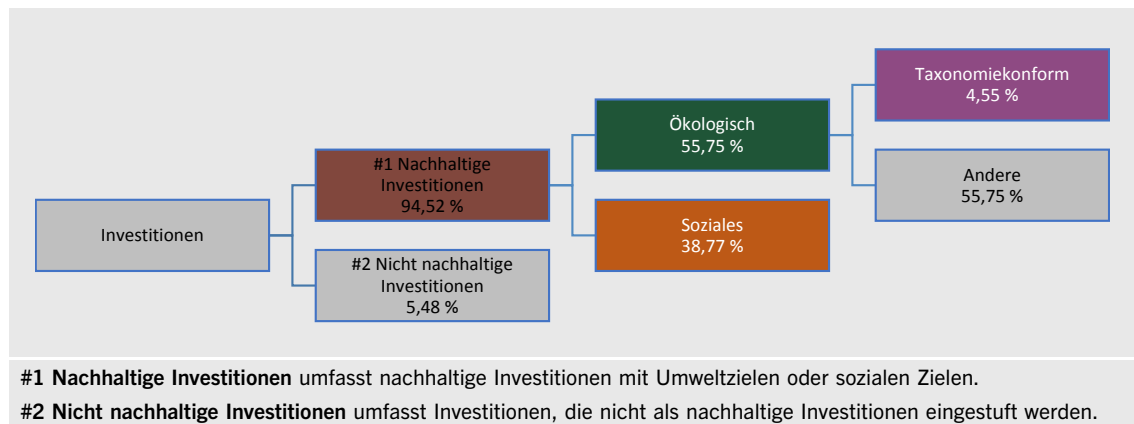 Investitionen
#1 Nachhaltige
Investitionen
94,52 %
#2 Nicht nachhaltige
Investitionen
5,48 %
Ökologisch
55,75 %
Soziales
38,77 %
Taxonomiekonform
4,55 %
Andere
55,75 %
#1 Nachhaltige Investitionen umfasst nachhaltige Investitionen mit Umweltzielen oder sozialen Zielen.
#2 Nicht nachhaltige Investitionen umfasst Investitionen, die nicht als nachhaltige Investitionen eingestuft werden.